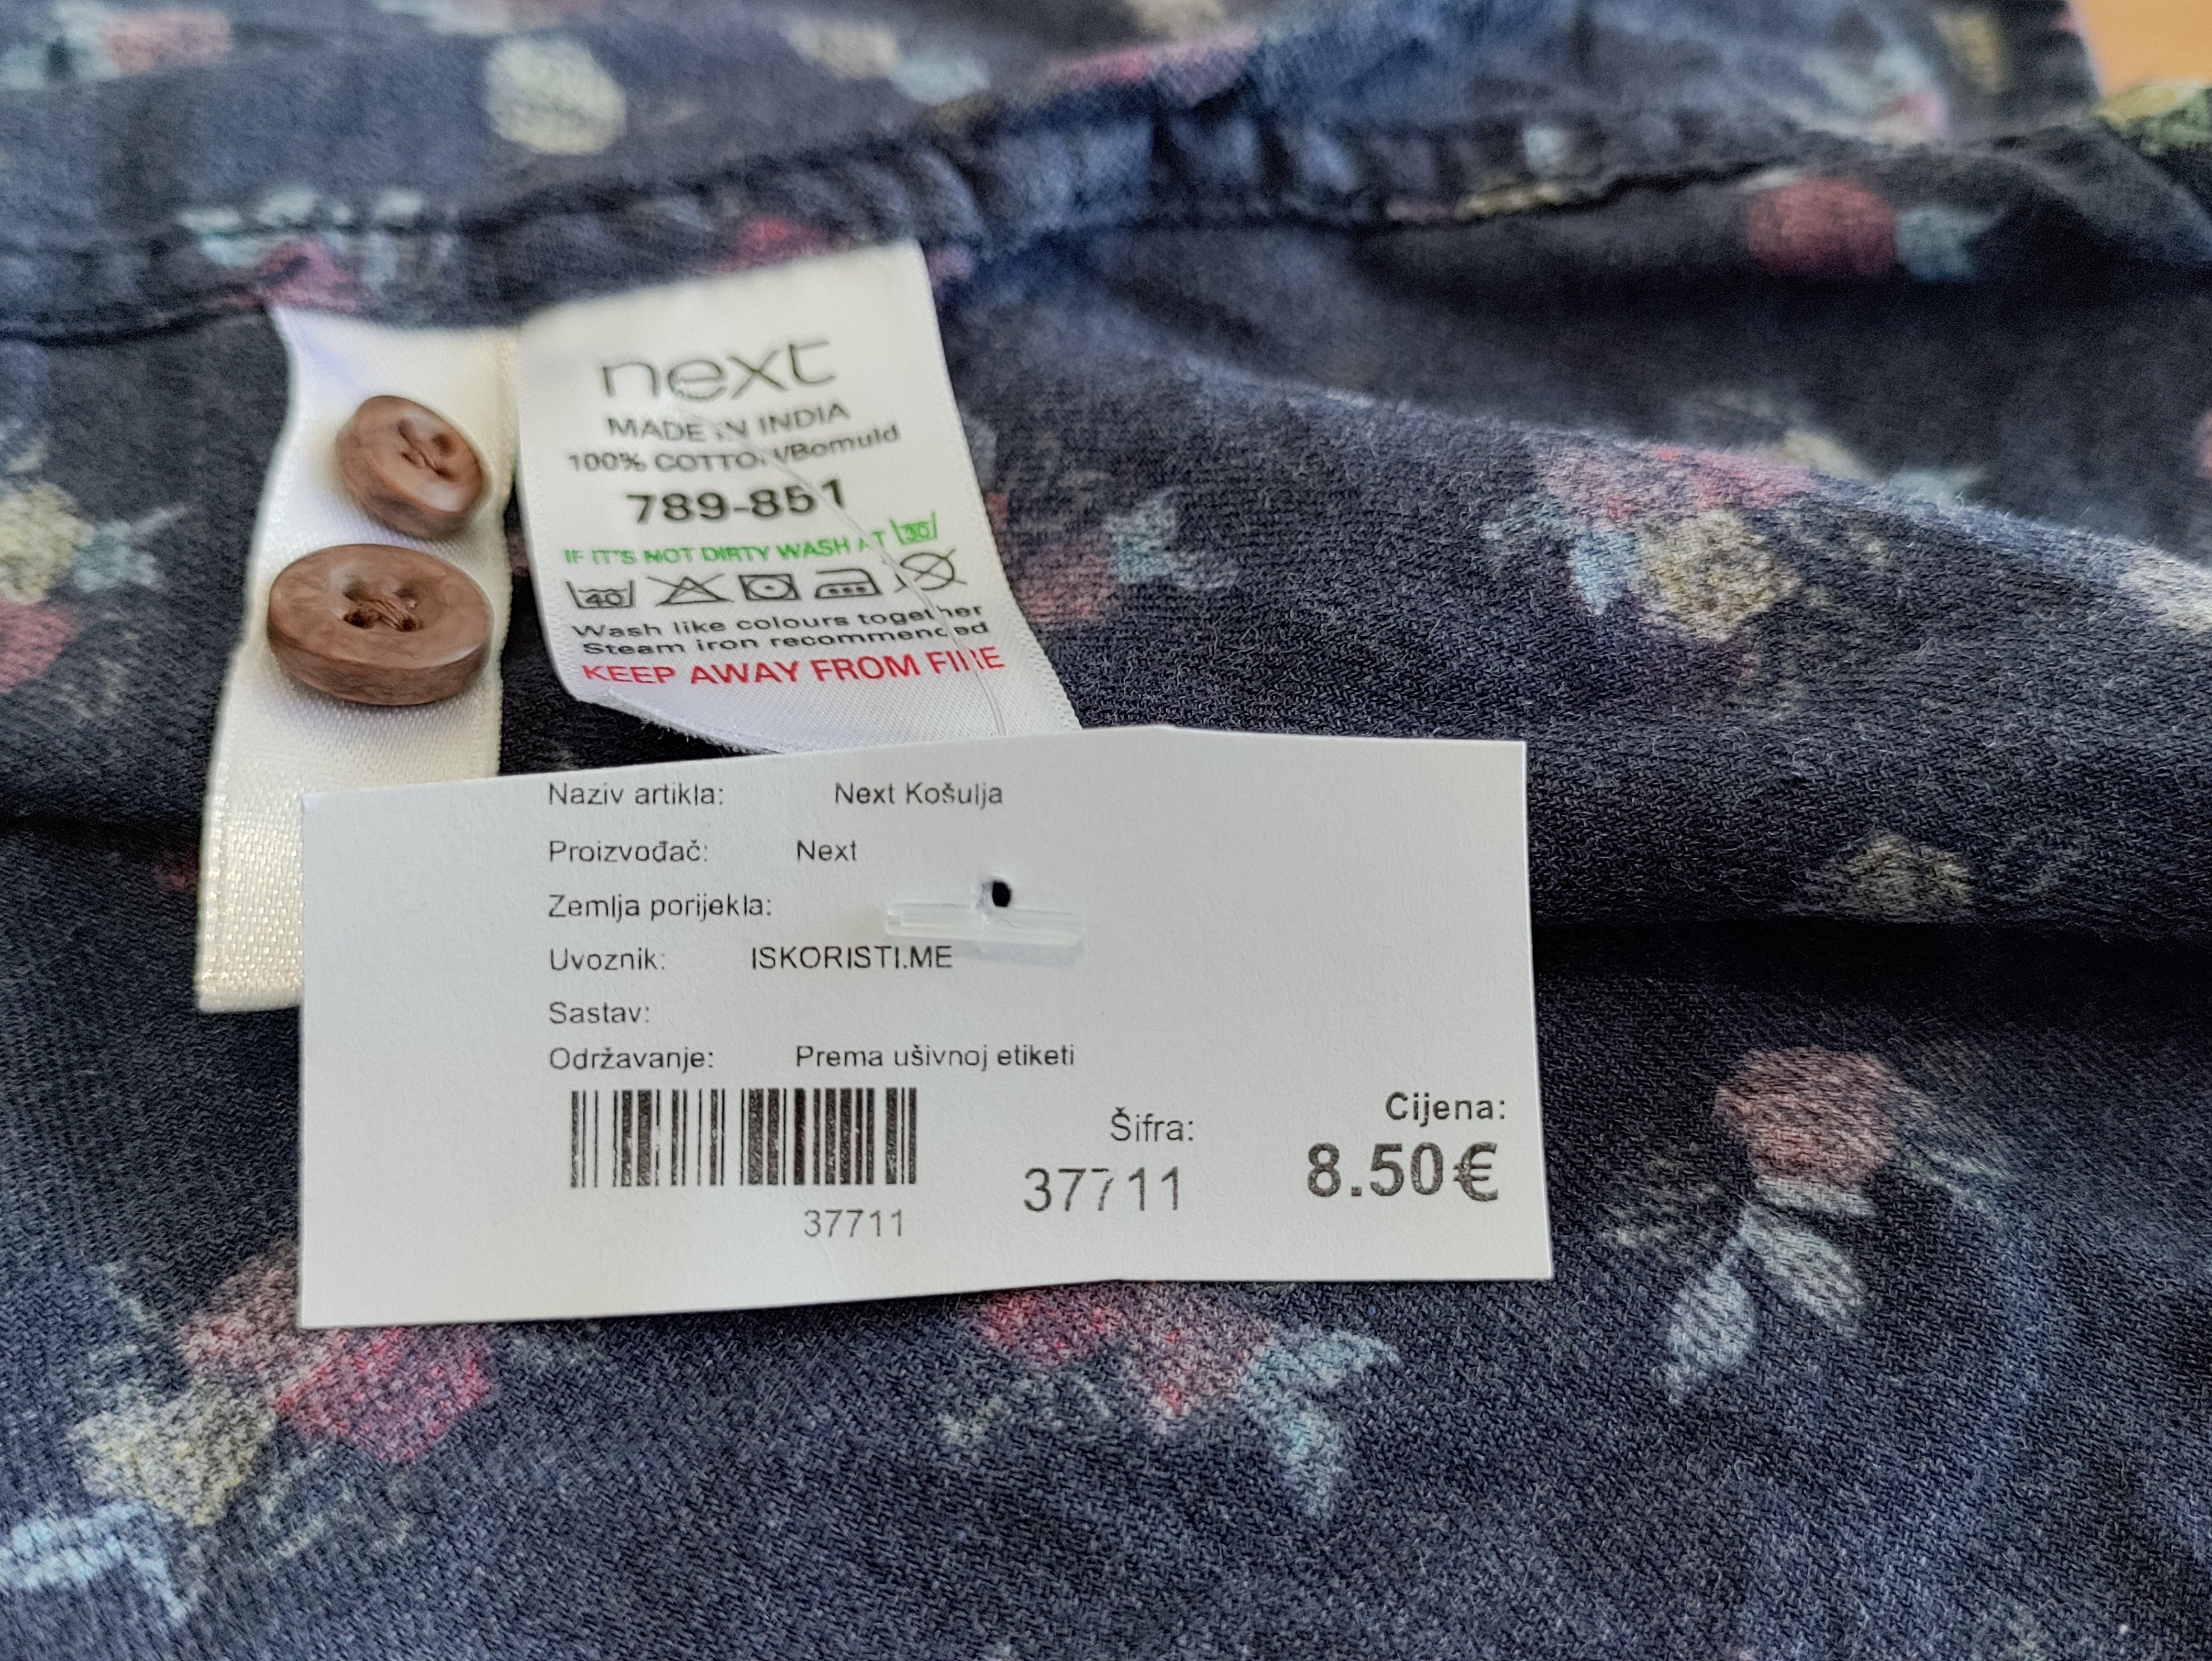 next
MADE IN INDIA
100% COTTON/Bomuld
789-851
IF IT'S NOT DIRTY WASH AT 30
40
Wash like colours together
Steam iron recommended
KEEP AWAY FROM FIRE
Naziv artikla: Next Košulja
Proizvođač: Next
Zemlja porijekla:
Uvoznik: ISKORISTI.ME
Sastav:
Održavanje: Prema ušivnoj etiketi
37711
Šifra:
37711
Cijena:
8.50€